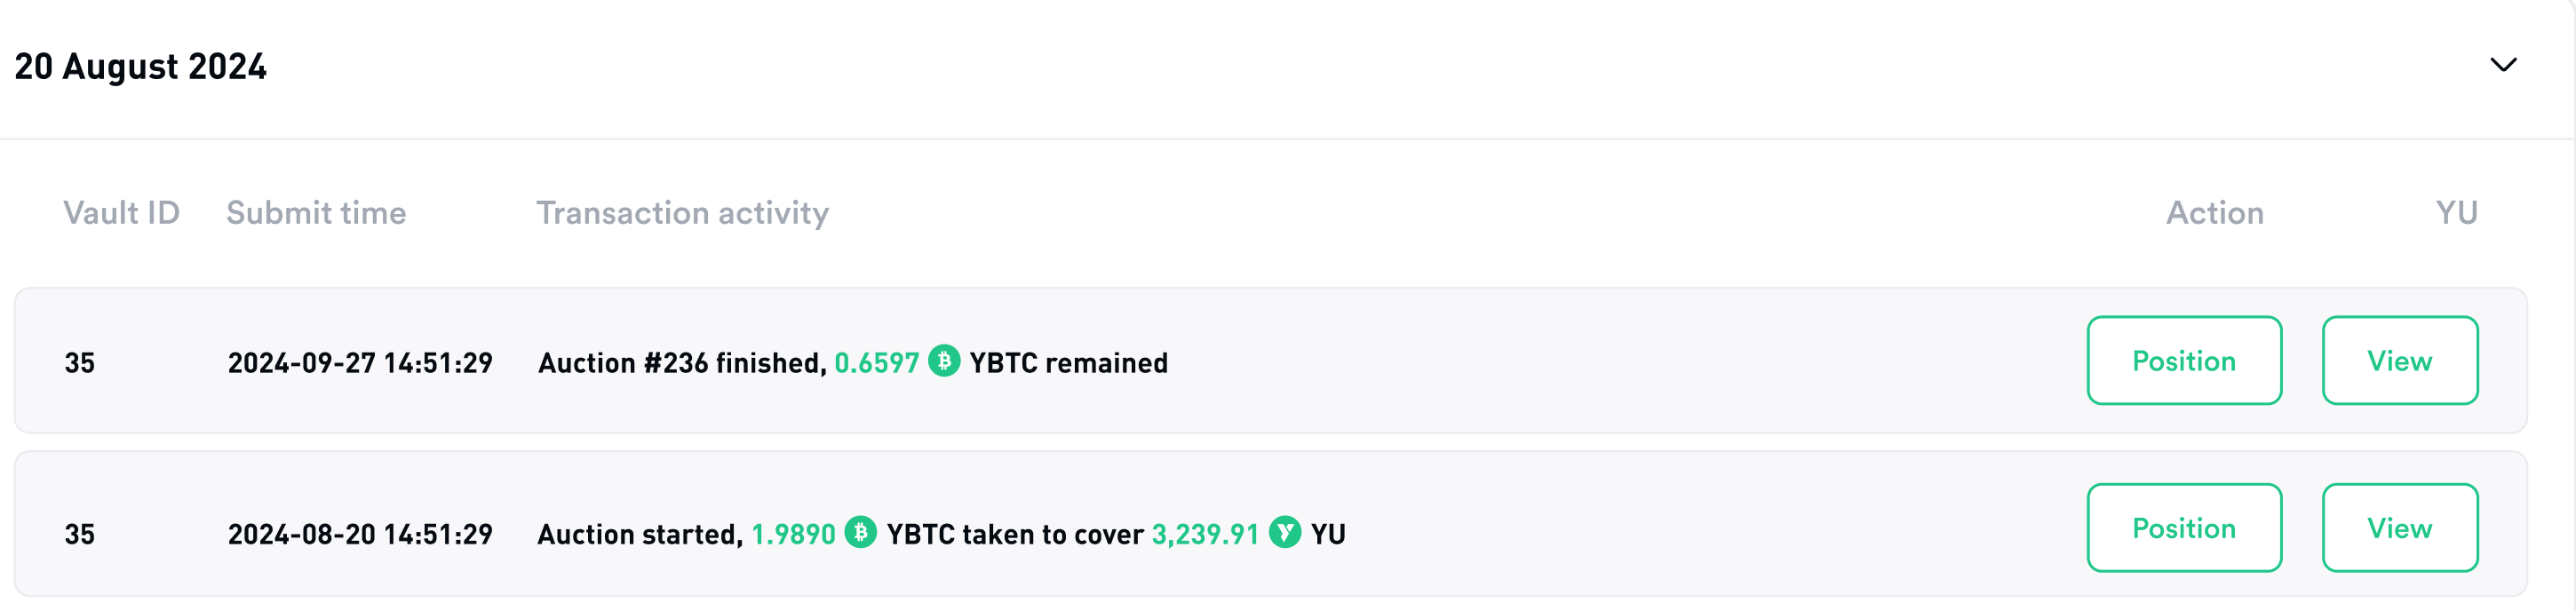 20 August 2024
Vault ID Submit time Transaction activity Action YU
35 2024-09-27 14:51:29 Auction #236 finished, 0.6597 YBTC remained Position View
35 2024-08-20 14:51:29 Auction started, 1.9890 YBTC taken to cover 3,239.91 YU Position View